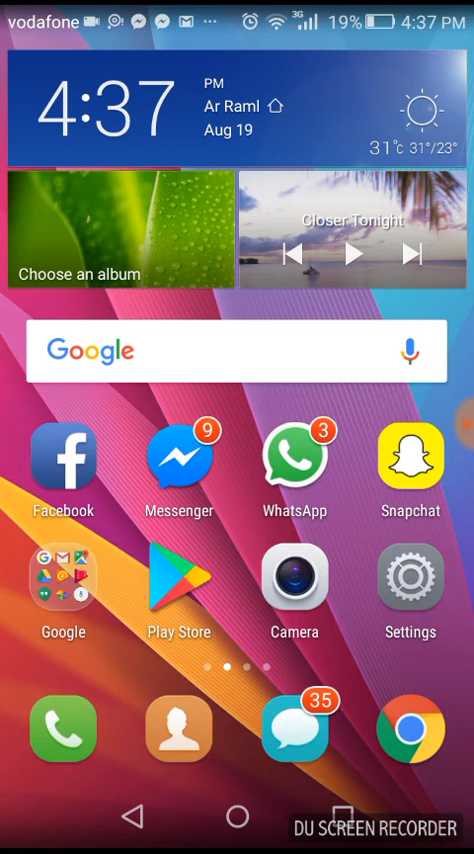 vodafone ... 3G 19% 4:37 PM
4:37
PM
Ar Raml
Aug 19
31°c 31°/23°
Choose an album
Closer Tonight
Google
9
3
Facebook
Messenger
WhatsApp
Snapchat
Google
Play Store
Camera
Settings
35
DU SCREEN RECORDER